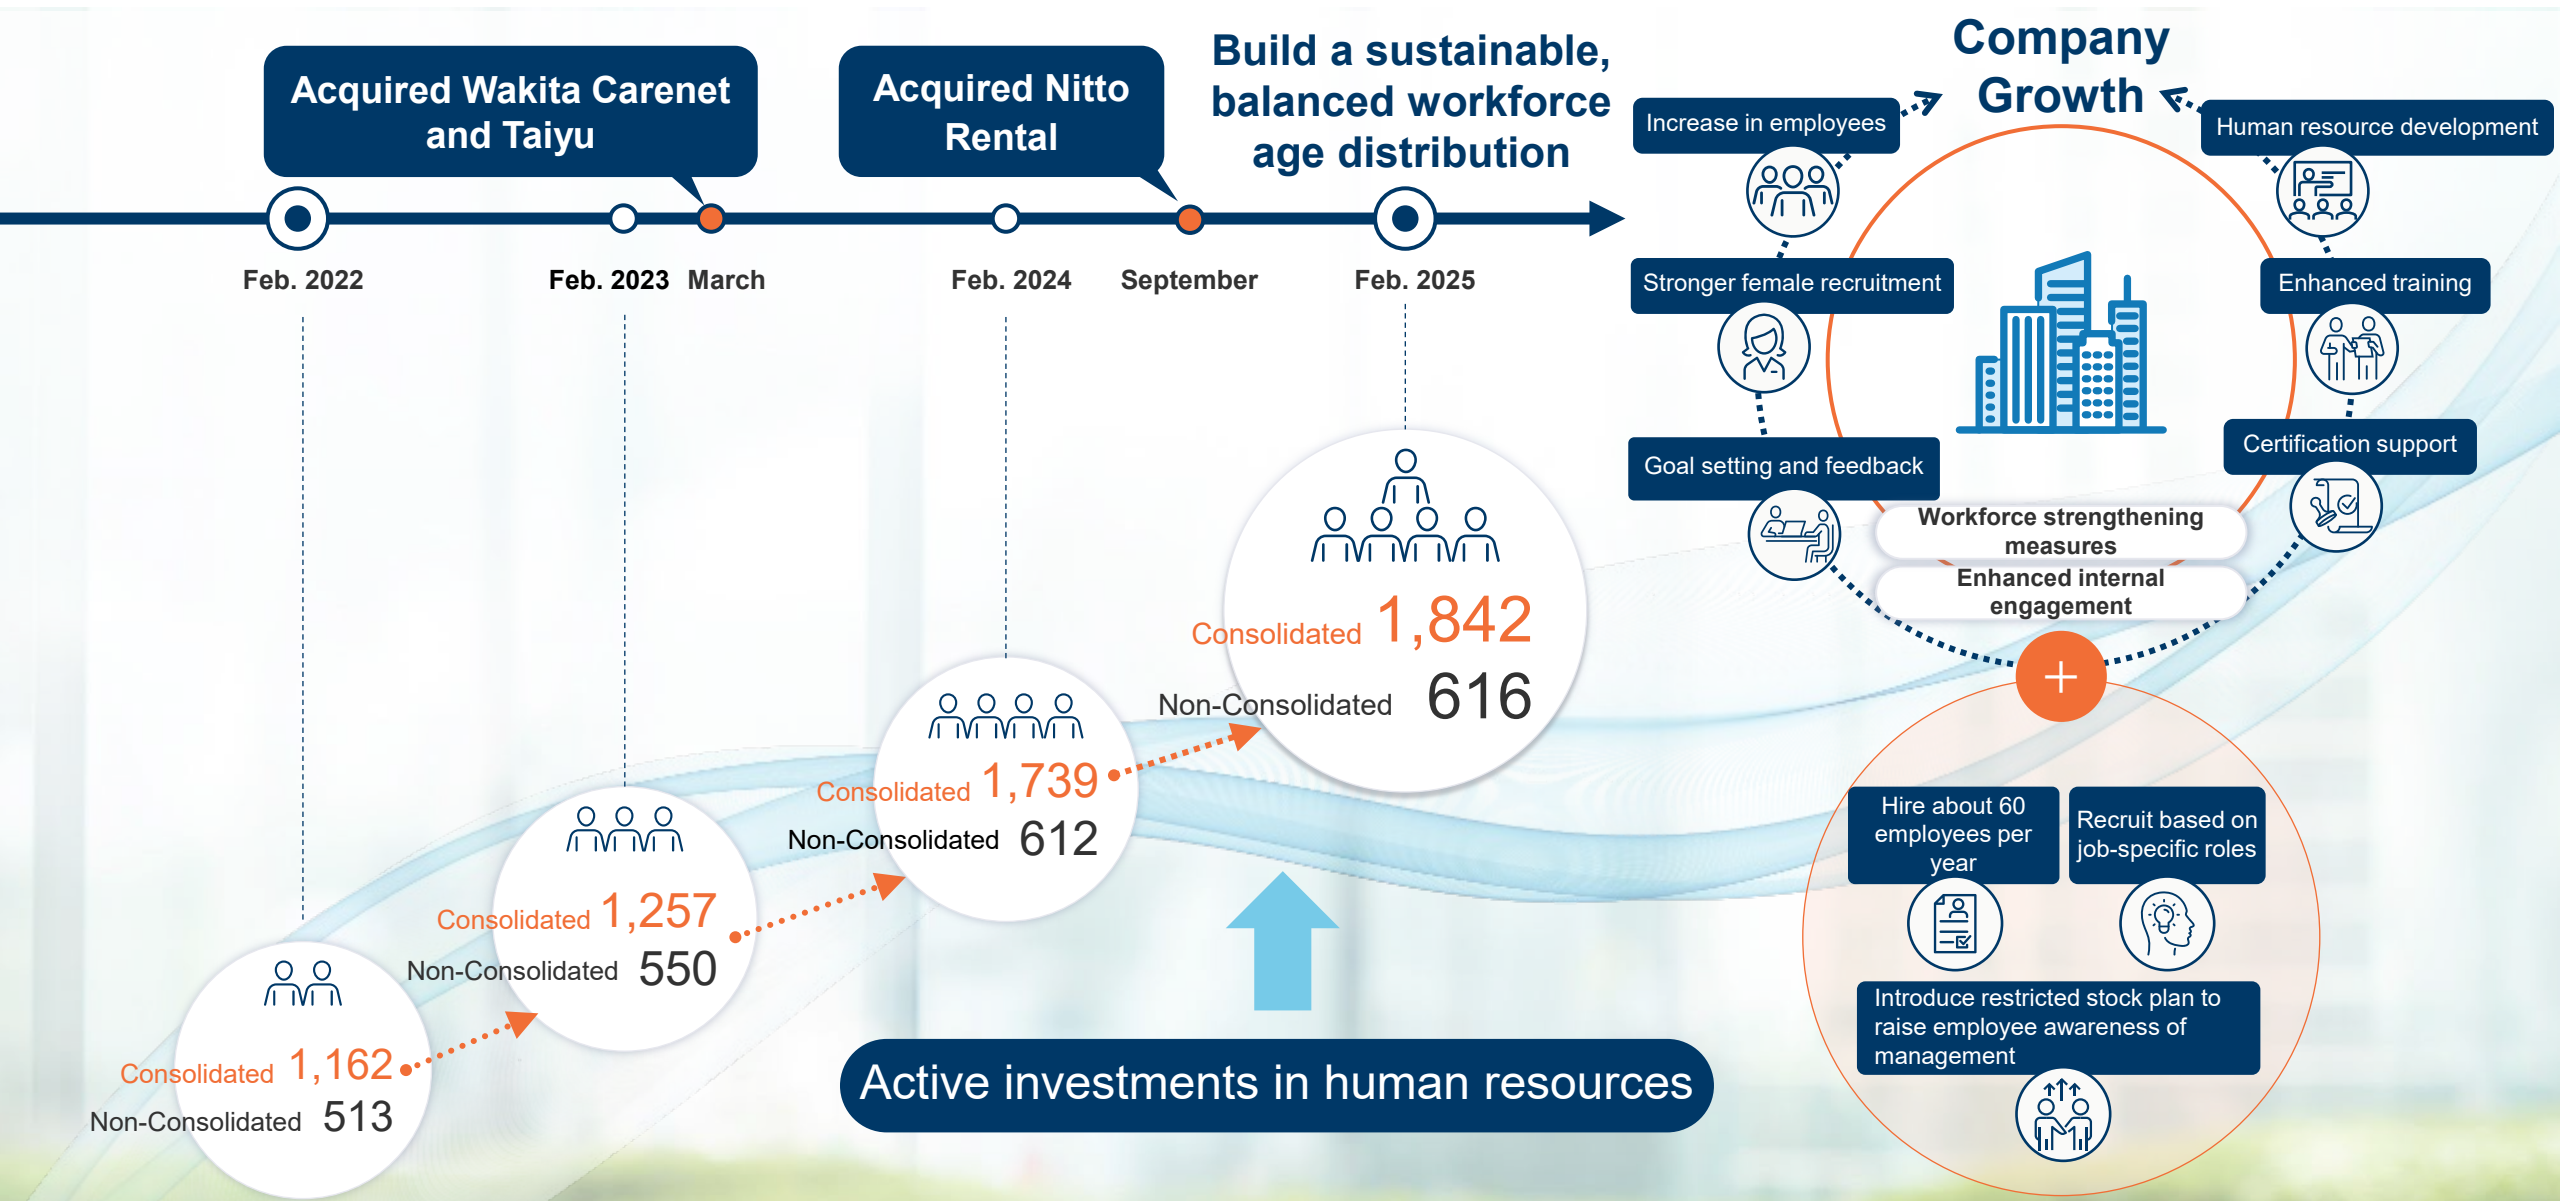 Acquired Wakita Carenet
and Taiyu
Acquired Nitto
Rental
Build a sustainable,
balanced workforce
age distribution
Feb. 2022
Feb. 2023
March
Feb. 2024
September
Feb. 2025
Consolidated 1,162
Non-Consolidated 513
Consolidated 1,257
Non-Consolidated 550
Consolidated 1,739
Non-Consolidated 612
Consolidated 1,842
Non-Consolidated 616
Active investments in human resources
Company
Growth
Increase in employees
Stronger female recruitment
Goal setting and feedback
Human resource development
Enhanced training
Certification support
Workforce strengthening
measures
Enhanced internal
engagement
+
Hire about 60
employees per
year
Recruit based on
job-specific roles
Introduce restricted stock plan to
raise employee awareness of
management